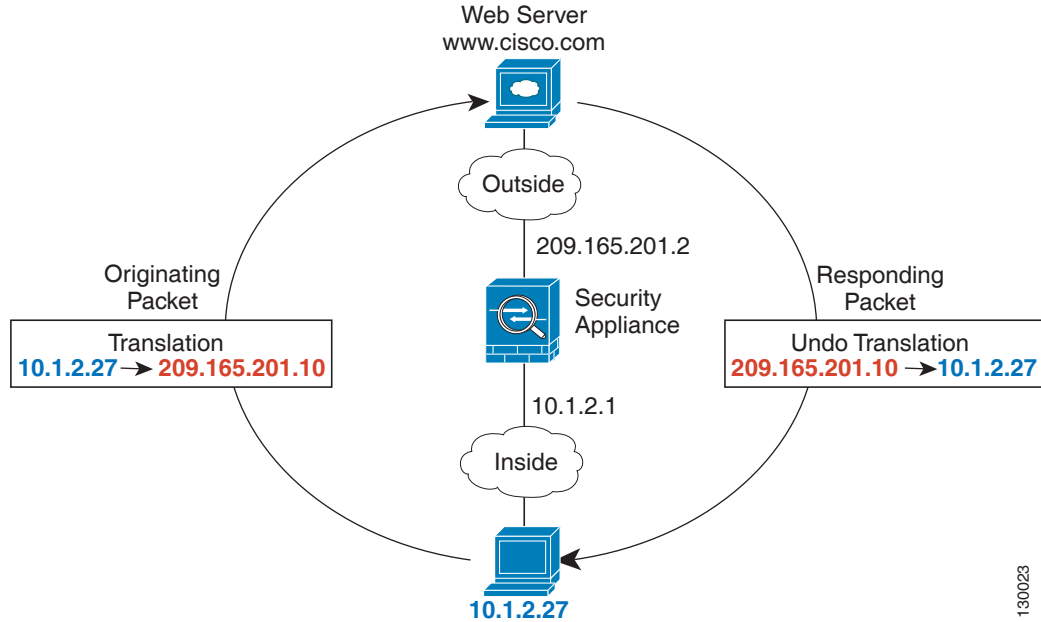 Web Server
www.cisco.com
Outside
209.165.201.2
Originating
Packet
Translation
10.1.2.27 → 209.165.201.10
Security
Appliance
Responding
Packet
Undo Translation
209.165.201.10 → 10.1.2.27
10.1.2.1
Inside
10.1.2.27
130023